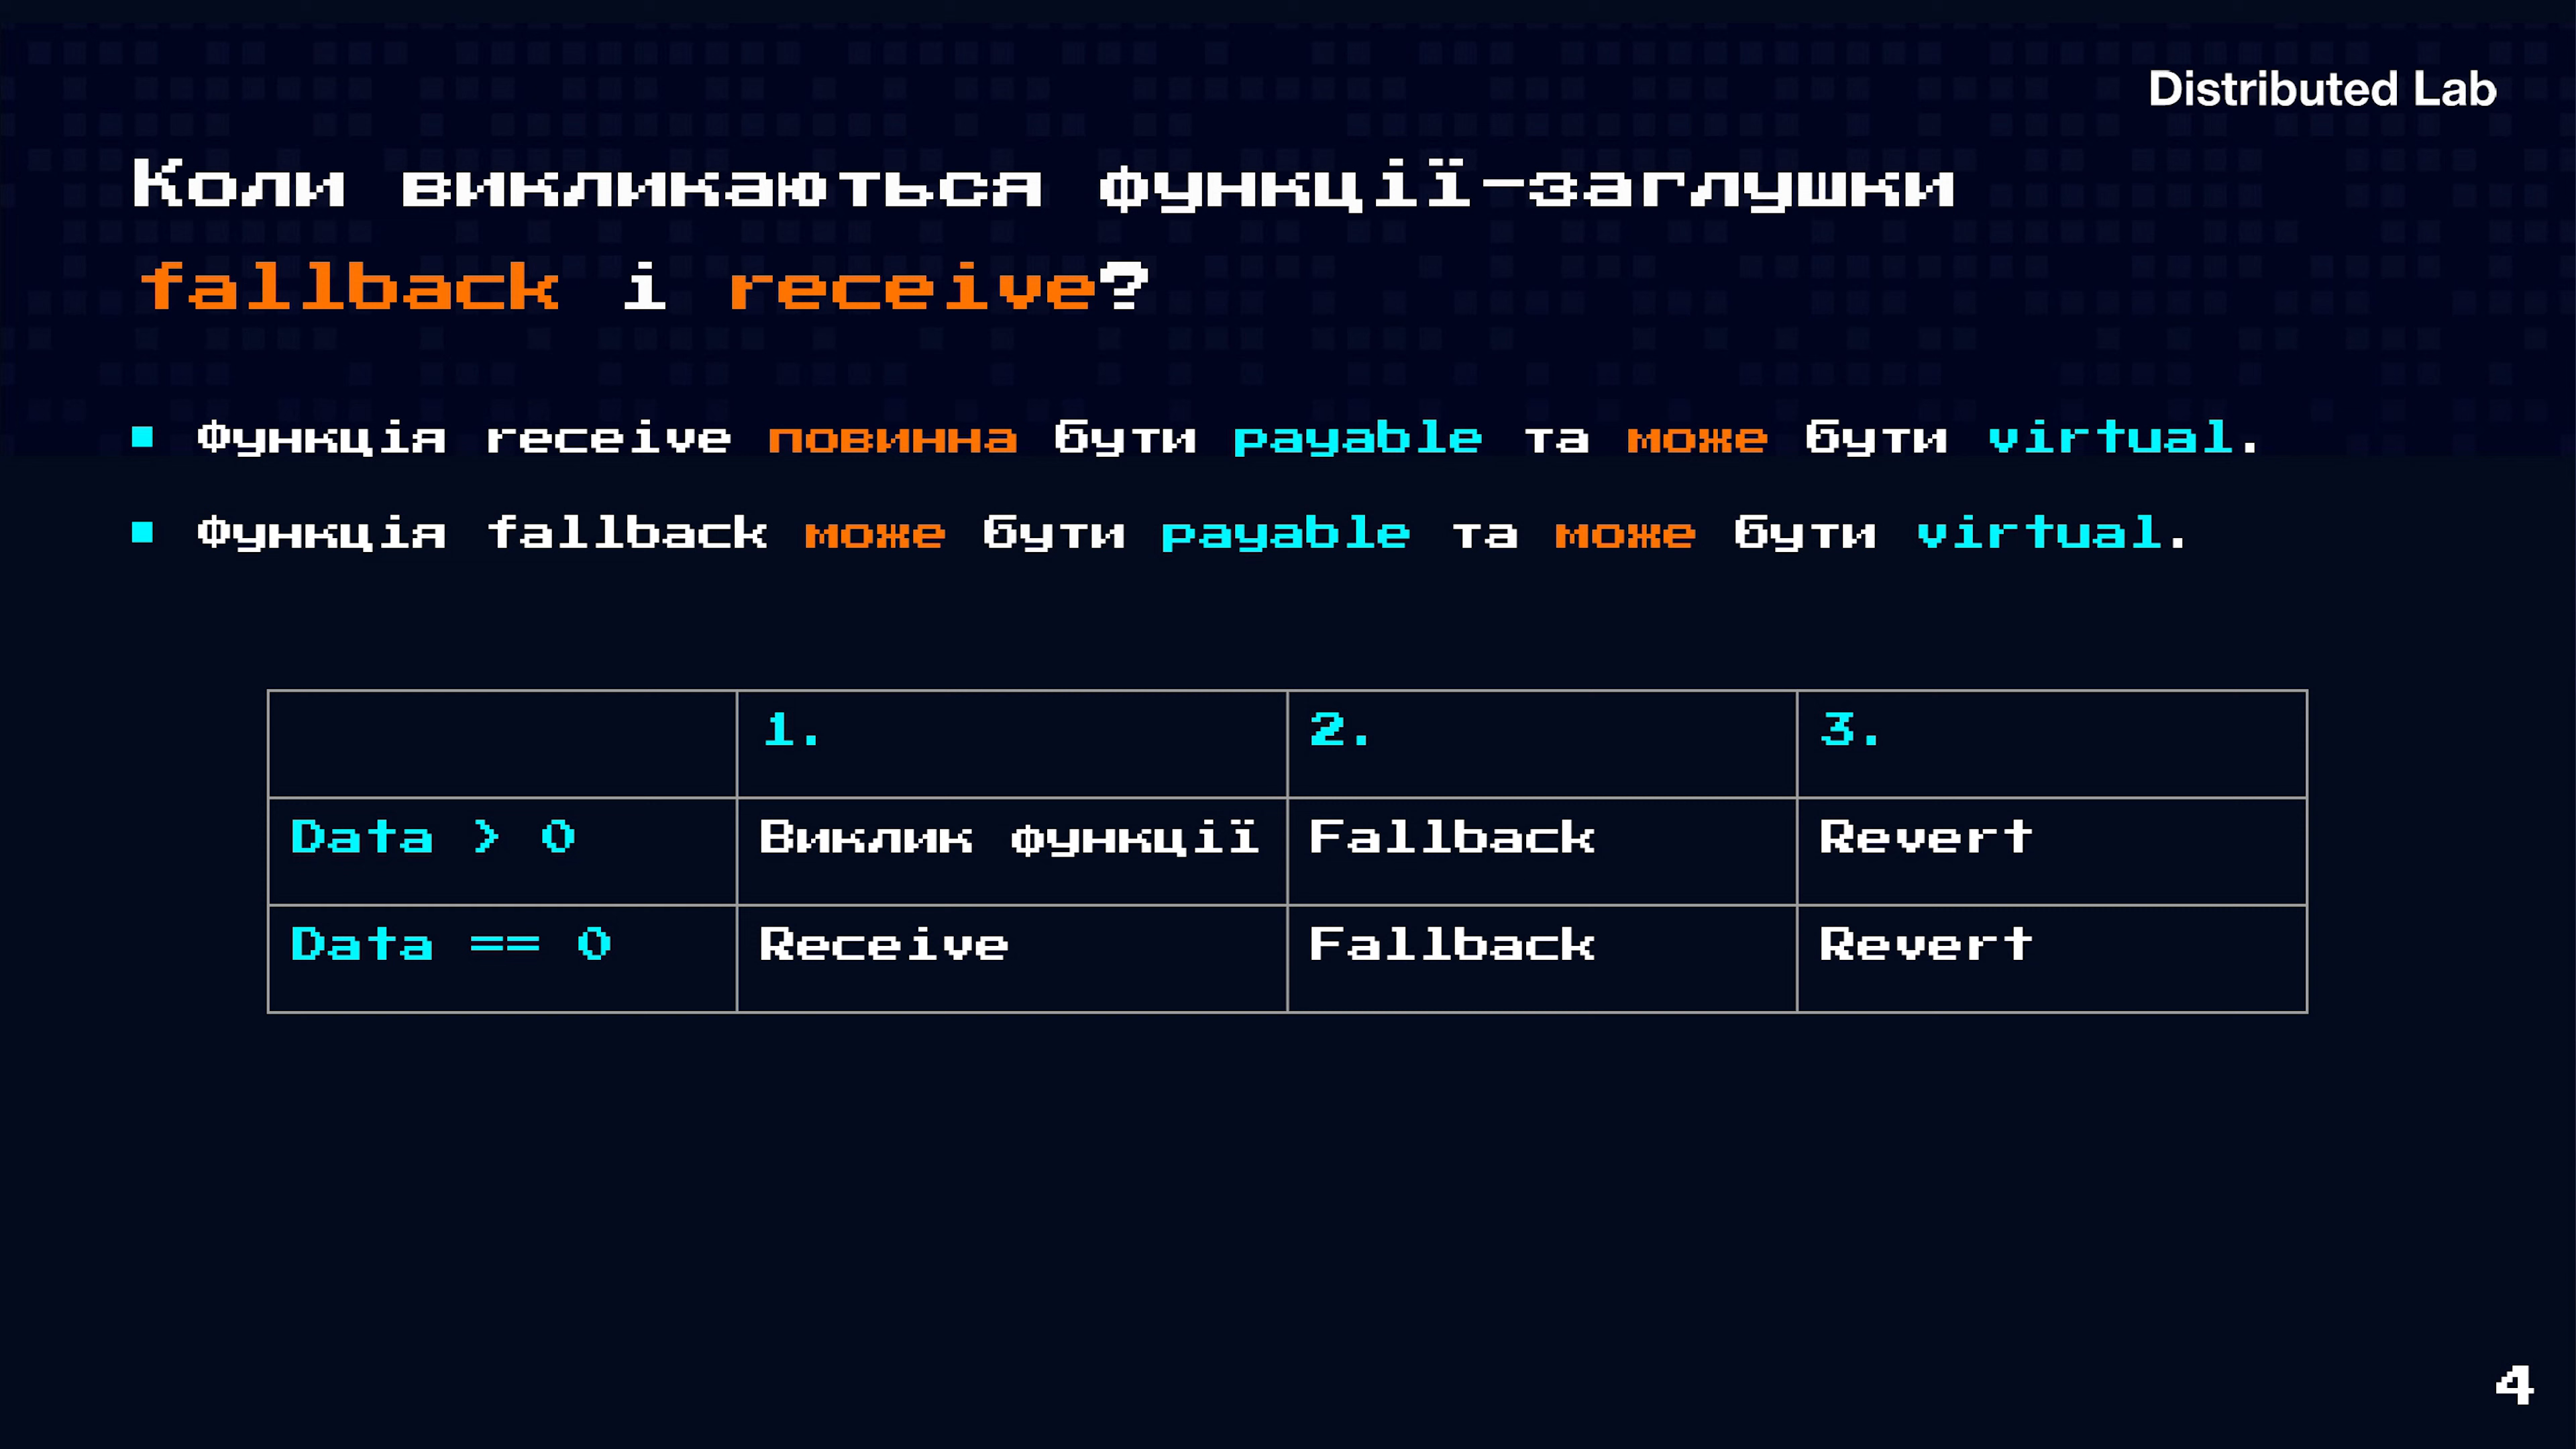 Distributed Lab
Коли викликаються функції-заглушки
fallback і receive?
Функція receive повинна бути payable та може бути virtual.
Функція fallback може бути payable та може бути virtual.
1. 2. 3.
Data > 0 Виклик функції Fallback Revert
Data == 0 Receive Fallback Revert
4